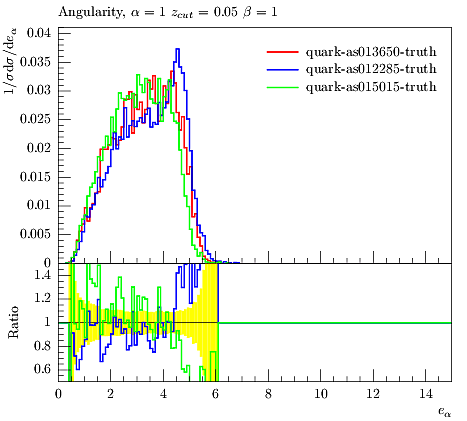 Angularity, α = 1 z_cut = 0.05 β = 1
1/σ dσ/de_α
0.04
0.035
0.03
0.025
0.02
0.015
0.01
0.005
0
quark-as013650-truth
quark-as012285-truth
quark-as015015-truth
Ratio
1.4
1.2
1
0.8
0.6
0 2 4 6 8 10 12 14
e_α